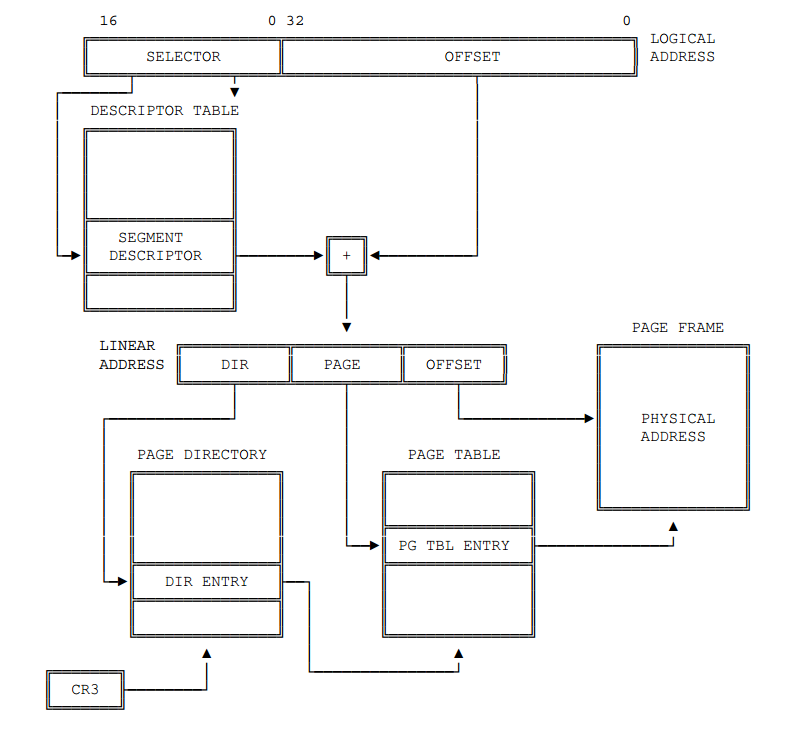 16 0 32 0
LOGICAL
ADDRESS
SELECTOR OFFSET
DESCRIPTOR TABLE
SEGMENT
DESCRIPTOR
+
PAGE FRAME
LINEAR
ADDRESS
DIR PAGE OFFSET
PHYSICAL
ADDRESS
PAGE DIRECTORY PAGE TABLE
PG TBL ENTRY
DIR ENTRY
CR3